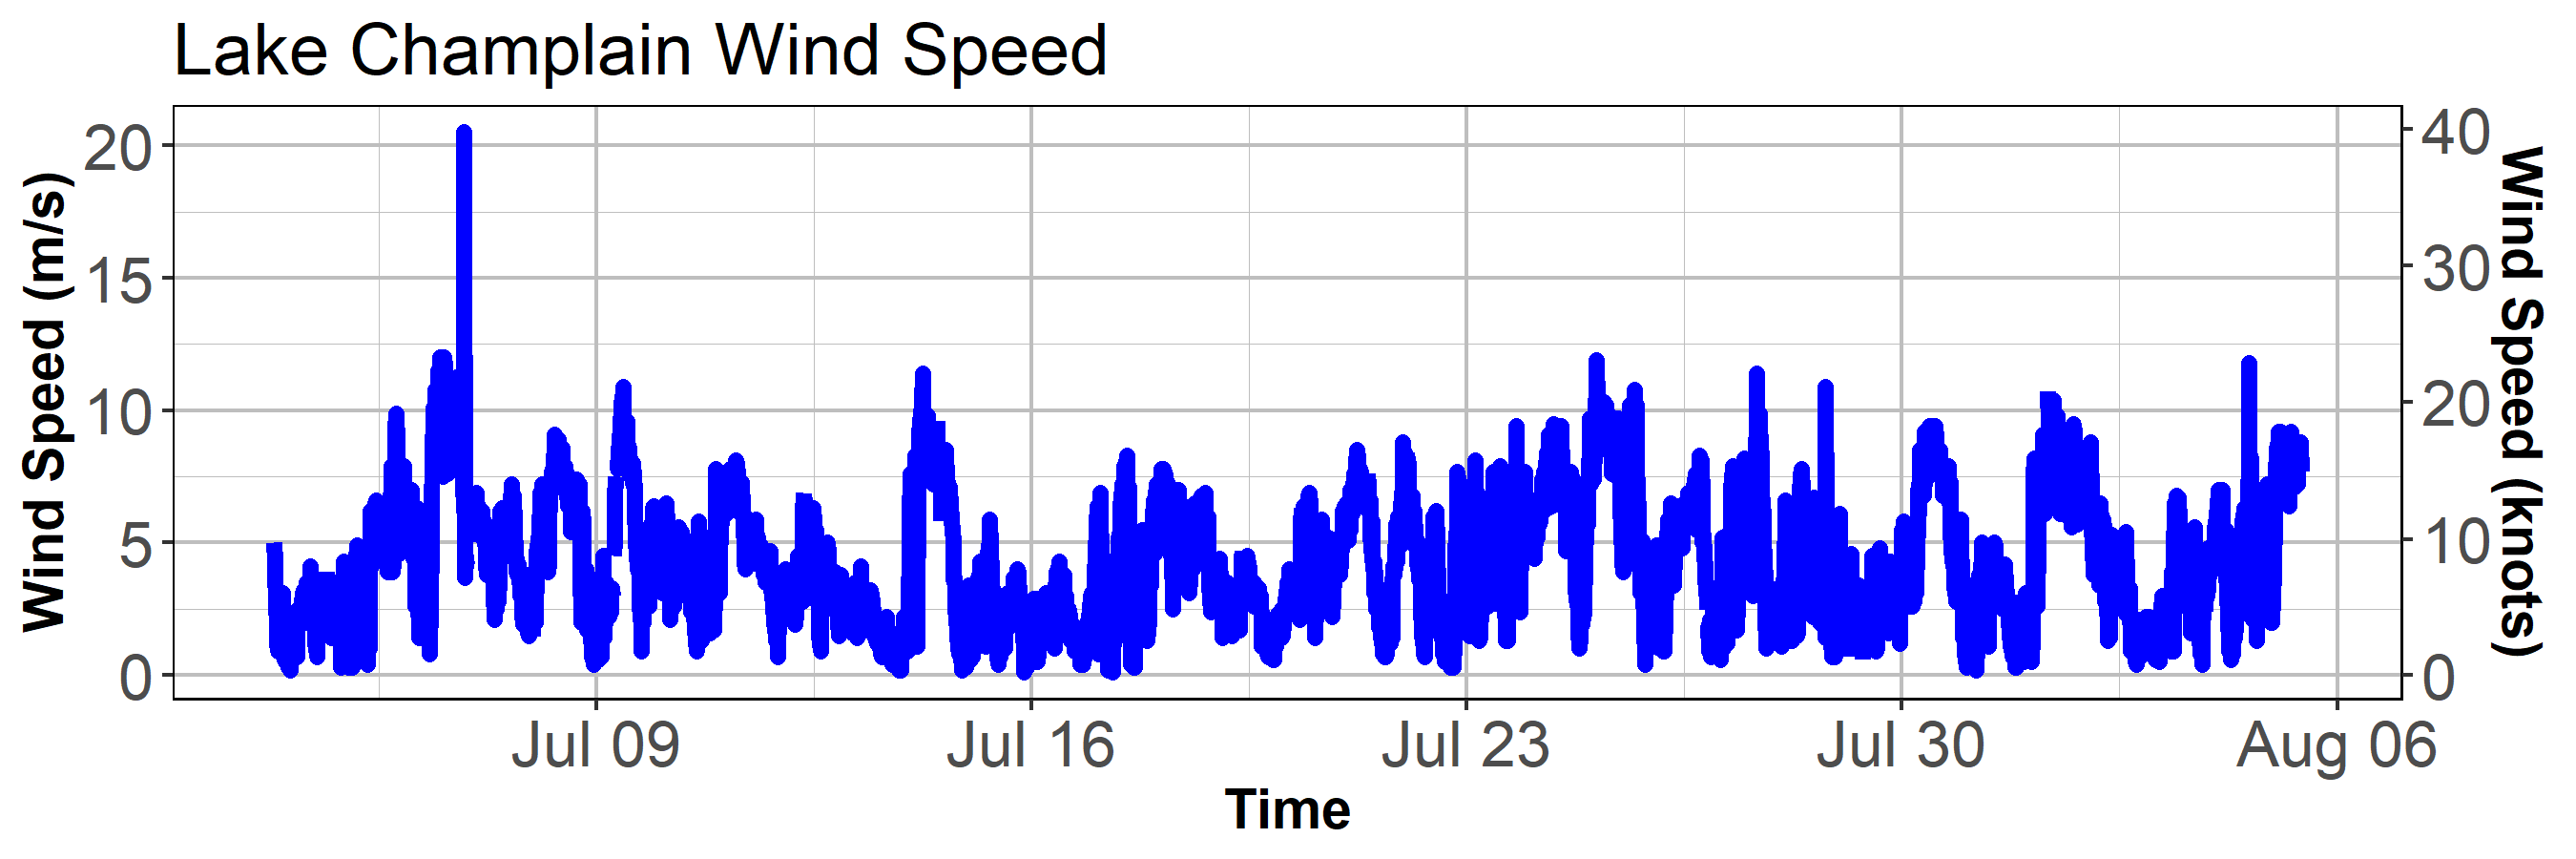 Lake Champlain Wind Speed
Wind Speed (m/s)
20
15
10
5
0
40
30
20
10
0
Wind Speed (knots)
Jul 09 Jul 16 Jul 23 Jul 30 Aug 06
Time